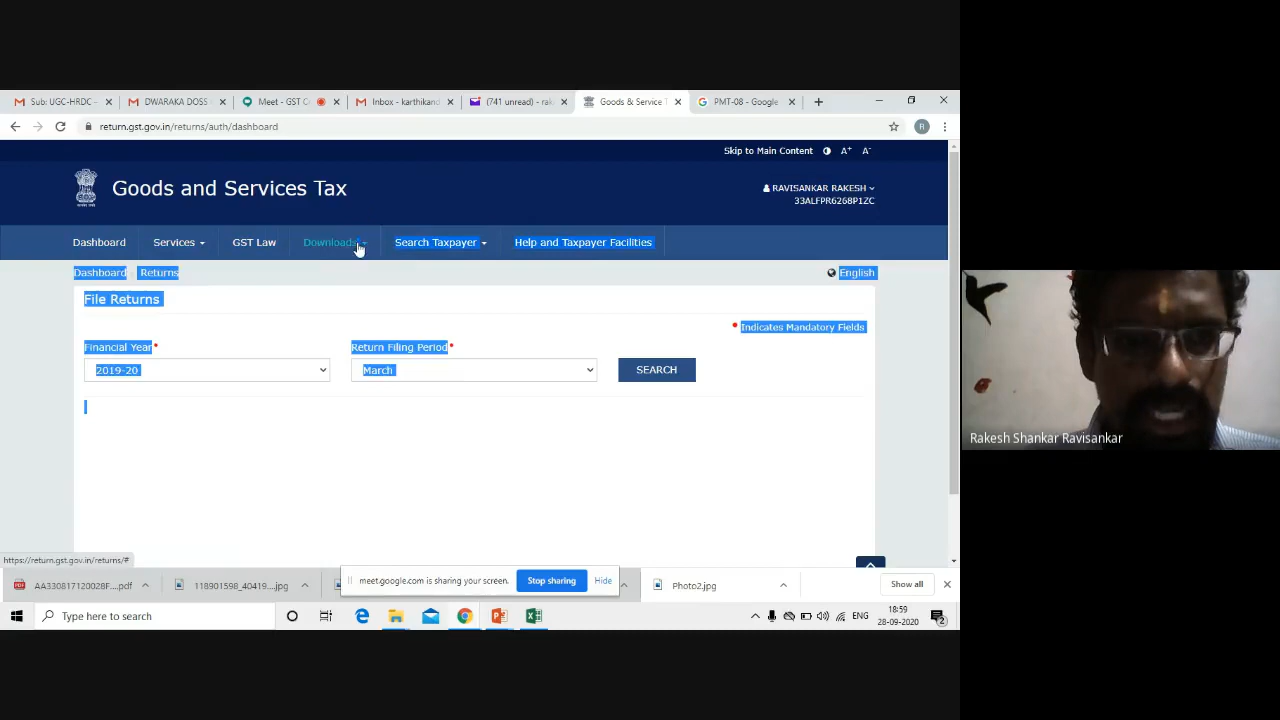 Sub: UGC-HRDC –
DWARAKA DOSS
Meet - GST C
Inbox - karthikand
(741 unread) - rak
Goods & Service T
PMT-08 - Google
return.gst.gov.in/returns/auth/dashboard
R
Skip to Main Content A+ A-
Goods and Services Tax
RAVISANKAR RAKESH
33ALFPR6268P1ZC
Dashboard Services GST Law Downloads Search Taxpayer Help and Taxpayer Facilities
Dashboard Returns English
File Returns
• Indicates Mandatory Fields
Financial Year• Return Filing Period•
2019-20 March SEARCH
Rakesh Shankar Ravisankar
https://return.gst.gov.in/returns/#
AA330817120028F....pdf
118901598_40419....jpg
meet.google.com is sharing your screen. Stop sharing Hide
Photo2.jpg
Show all
Type here to search
ENG
18:59
28-09-2020
2